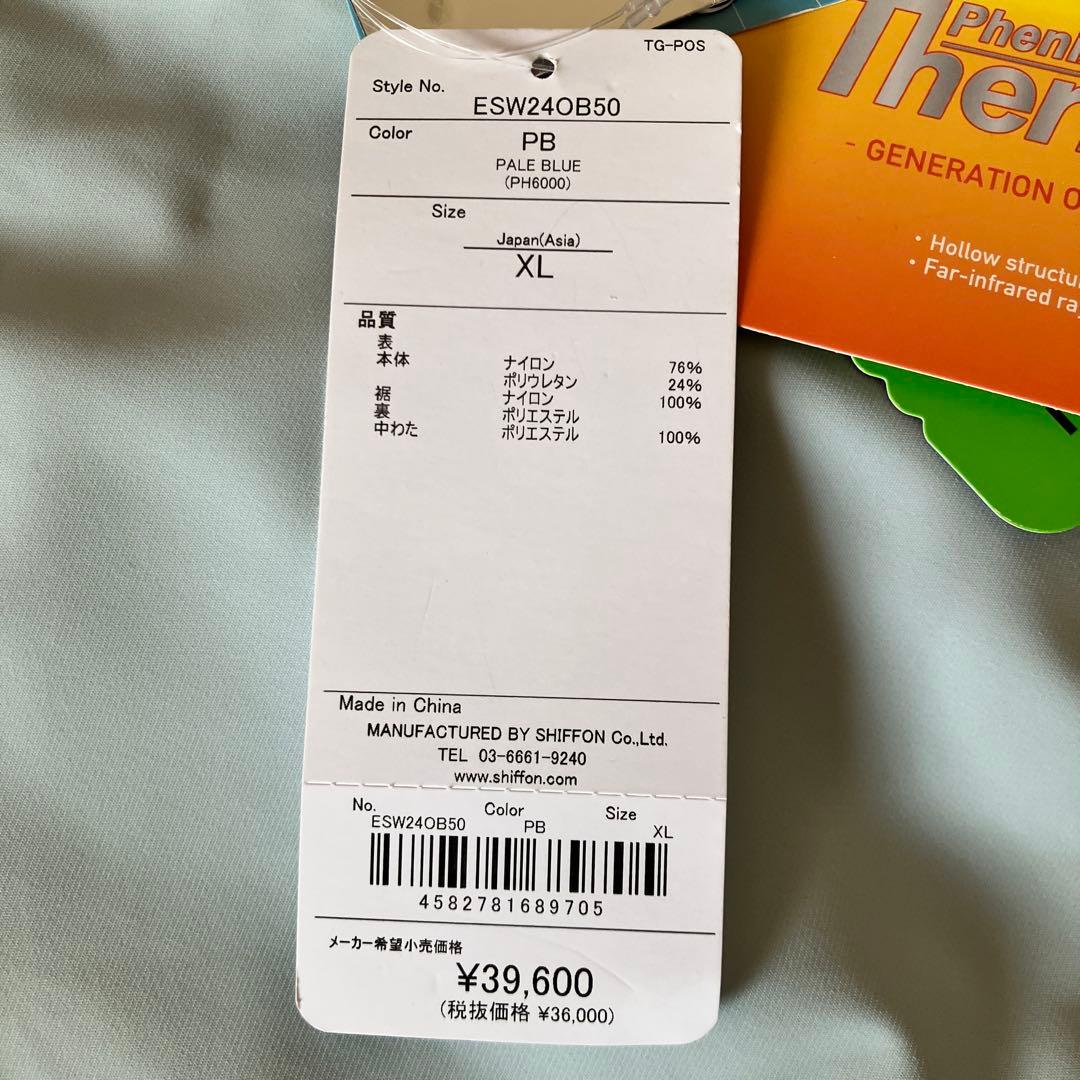 TG-POS
Style No.
ESW24OB50
Color
PB
PALE BLUE
(PH6000)
Size
Japan(Asia)
XL
品質
表
本体 ナイロン 76%
ポリウレタン 24%
裾 ナイロン 100%
裏 ポリエステル
中わた ポリエステル 100%
Made in China
MANUFACTURED BY SHIFFON Co.,Ltd.
TEL 03-6661-9240
www.shiffon.com
No. Color Size
ESW24OB50 PB XL
4582781689705
メーカー希望小売価格
¥39,600
(税抜価格 ¥36,000)
- GENERATION
• Hollow
• Far-infrared